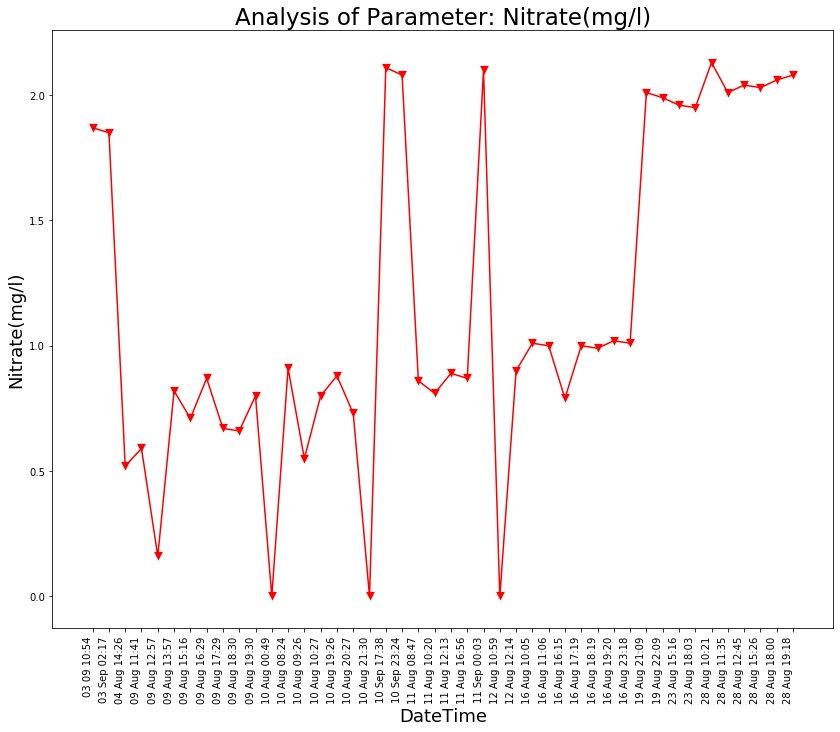 Analysis of Parameter: Nitrate(mg/l)
Nitrate(mg/l)
2.0
1.5
1.0
0.5
0.0
03 09 10:54
03 Sep 02:17
04 Aug 14:26
09 Aug 11:41
09 Aug 12:57
09 Aug 13:57
09 Aug 15:16
09 Aug 16:29
09 Aug 17:29
09 Aug 18:30
09 Aug 19:30
10 Aug 00:49
10 Aug 08:24
10 Aug 09:26
10 Aug 10:27
10 Aug 19:26
10 Aug 20:27
10 Aug 21:30
10 Sep 17:38
10 Sep 23:24
11 Aug 08:47
11 Aug 10:20
11 Aug 12:13
11 Aug 16:56
11 Sep 00:03
12 Aug 10:59
12 Aug 12:14
16 Aug 10:05
16 Aug 11:06
16 Aug 16:15
16 Aug 17:19
16 Aug 18:19
16 Aug 19:20
16 Aug 23:18
19 Aug 21:09
19 Aug 22:09
23 Aug 15:16
23 Aug 18:03
28 Aug 10:21
28 Aug 11:35
28 Aug 12:45
28 Aug 15:26
28 Aug 18:00
28 Aug 19:18
DateTime